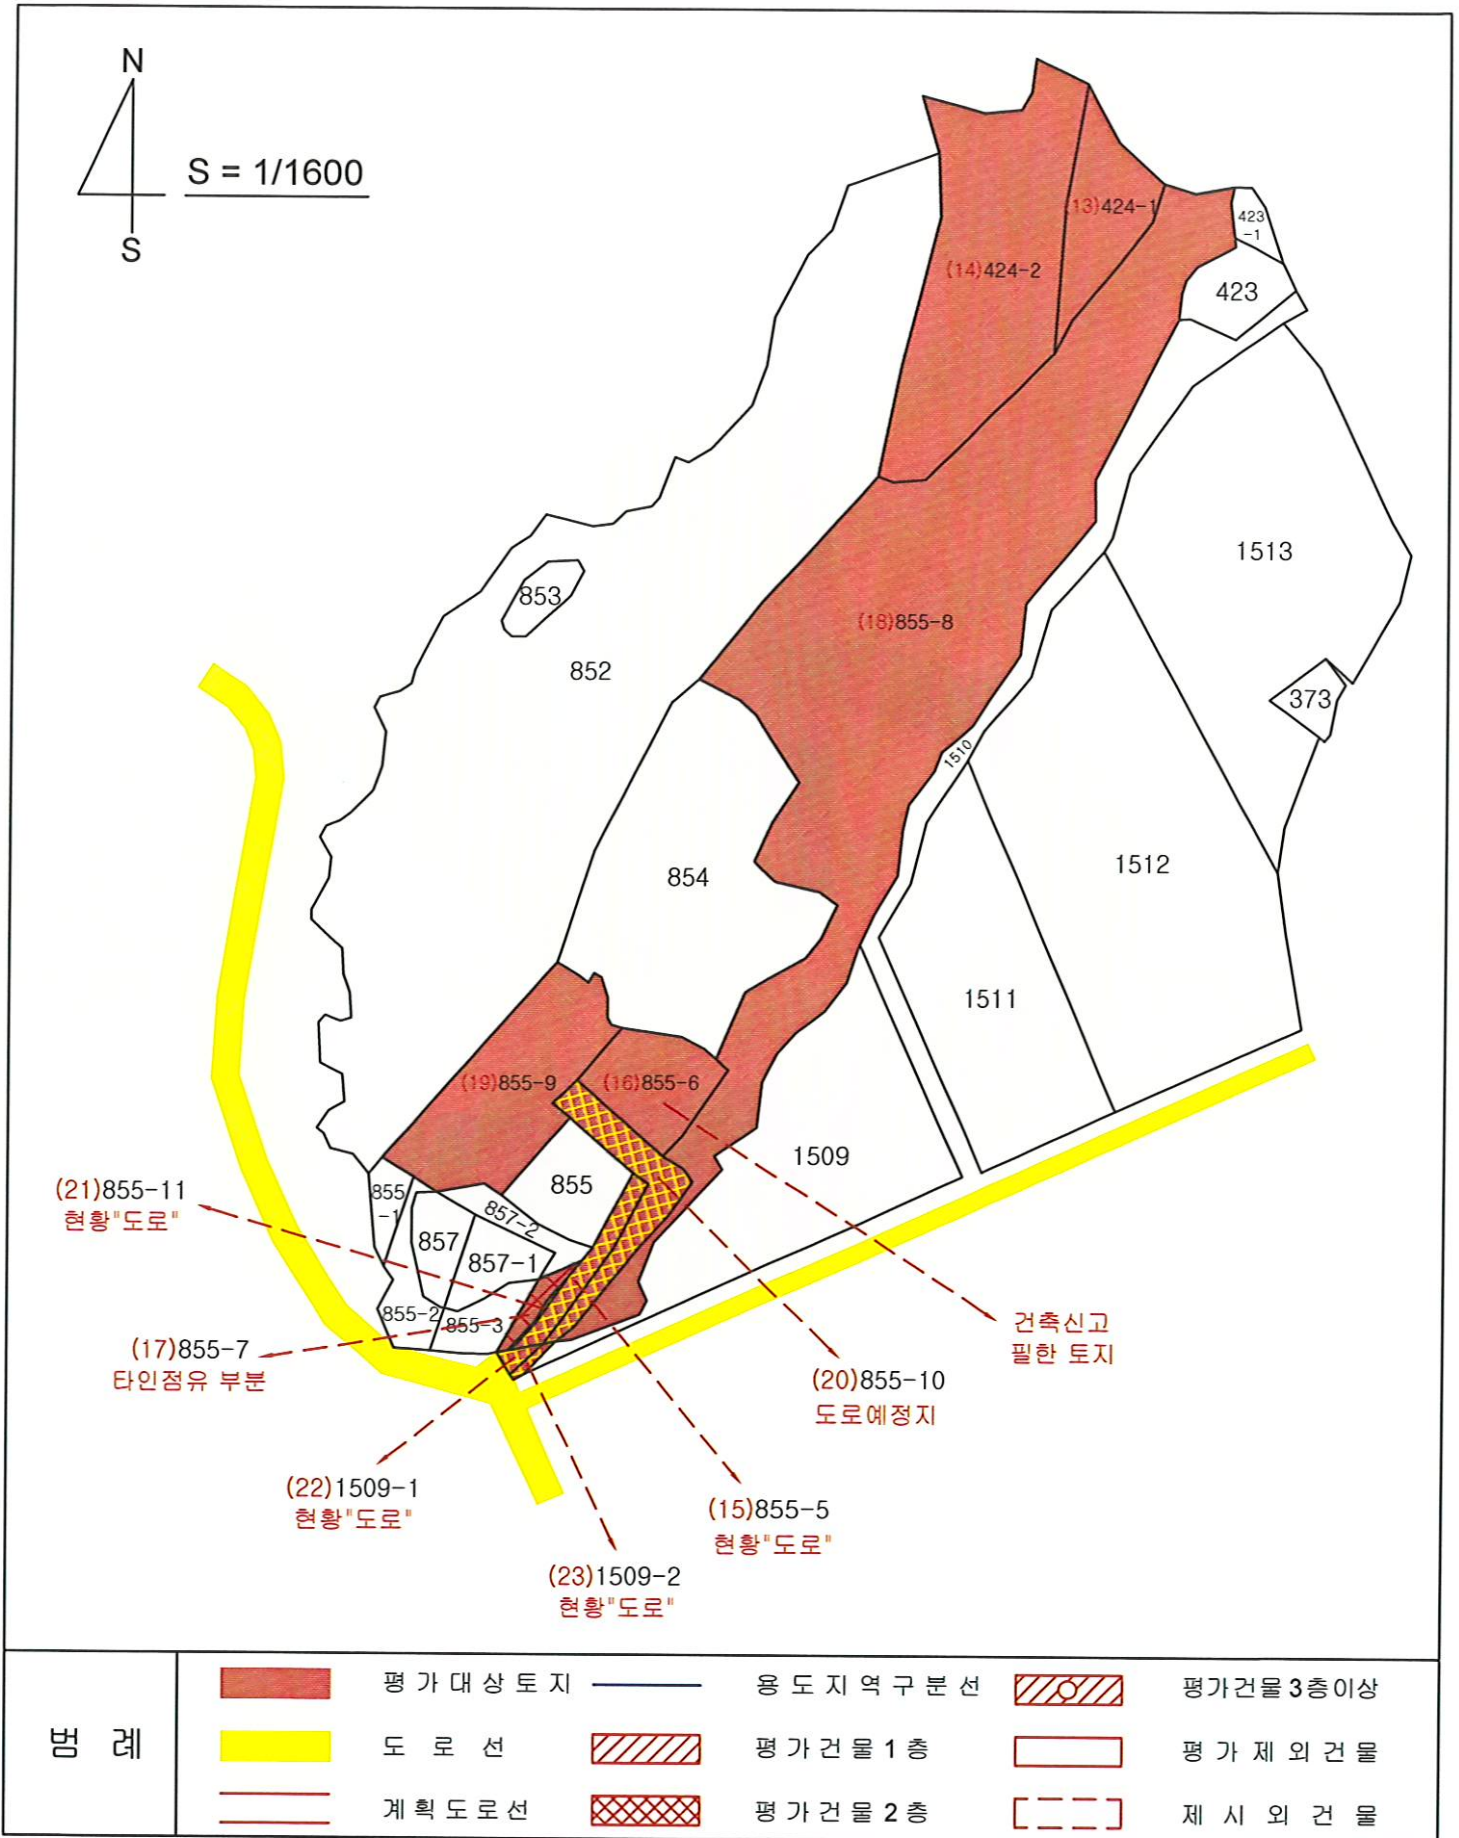 N
S = 1/1600
S
(13)424-1
423
-1
(14)424-2
423
1513
853
(18)855-8
852
373
1510
1512
854
1511
(19)855-9
(16)855-6
1509
855
855
-1
857-2
857
857-1
855-2
855-3
(21)855-11
현황"도로"
(17)855-7
타인점유 부분
건축신고
필한 토지
(20)855-10
도로예정지
(22)1509-1
현황"도로"
(15)855-5
현황"도로"
(23)1509-2
현황"도로"
범 례
평가대상토지
용도지역구분선
평가건물3층이상
도 로 선
평가건물1층
평가제외건물
계획도로선
평가건물2층
제시외건물